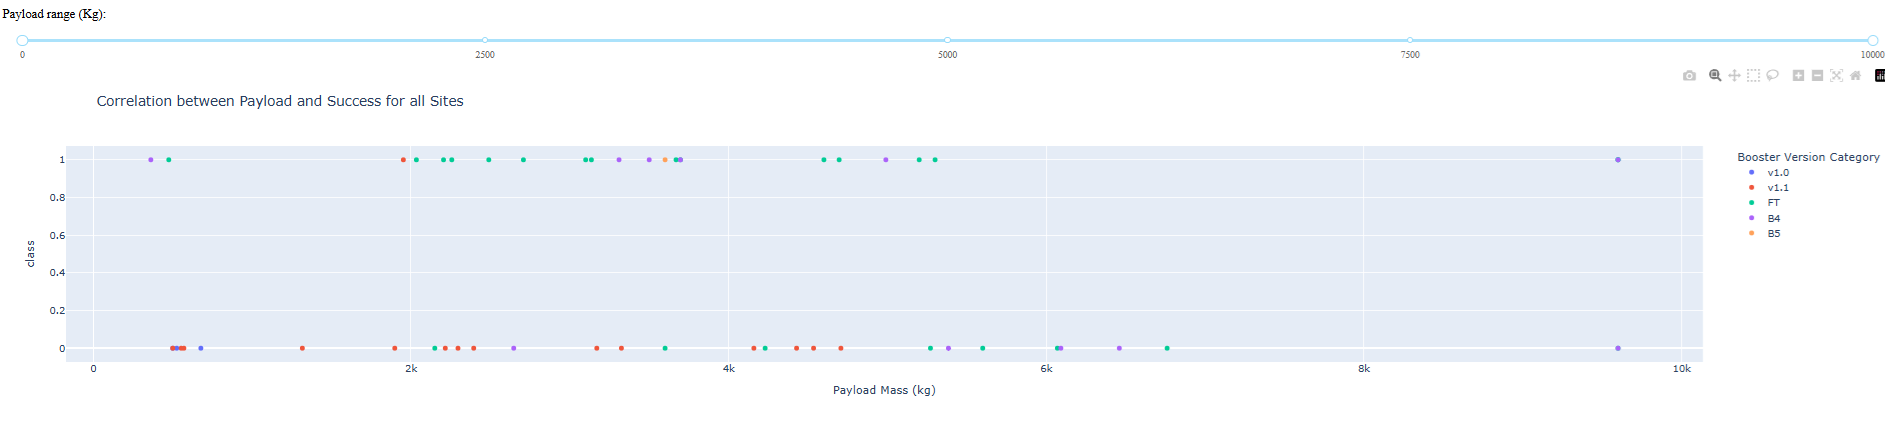 Payload range (Kg):
0 2500 5000 7500 10000
Correlation between Payload and Success for all Sites
1
0.8
0.6
0.4
0.2
0
class
0 2k 4k 6k 8k 10k
Payload Mass (kg)
Booster Version Category
v1.0
v1.1
FT
B4
B5